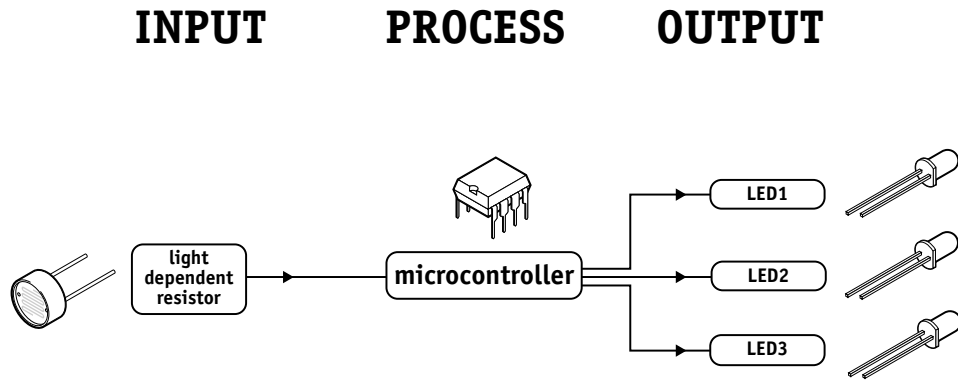 INPUT PROCESS OUTPUT
LED1
light
dependent
resistor
microcontroller
LED2
LED3